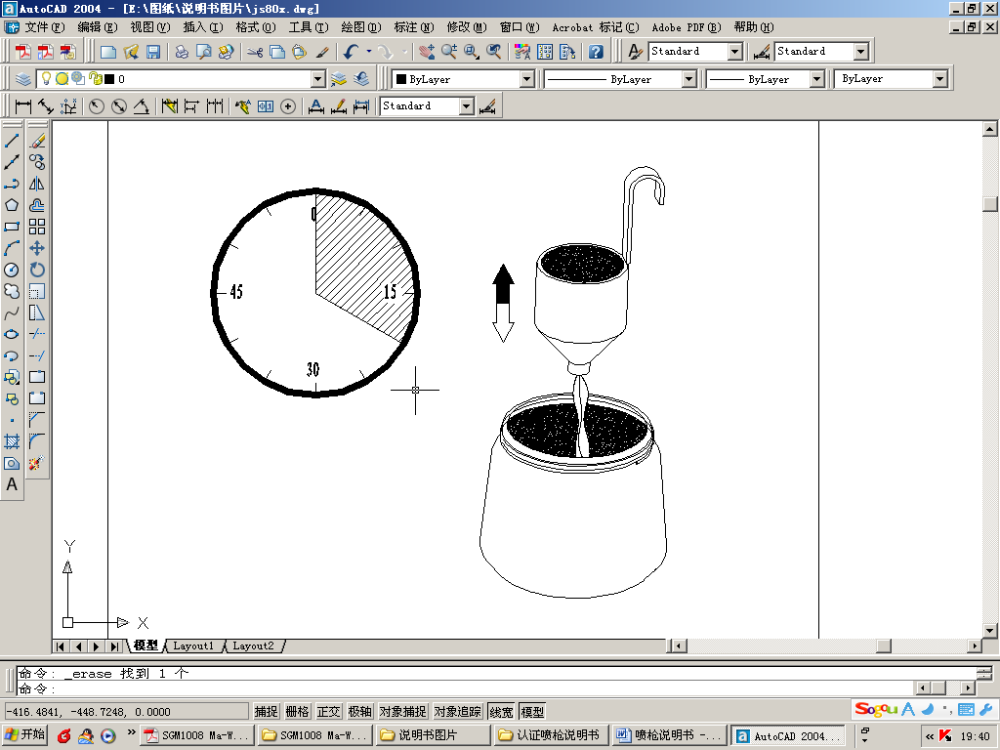 AutoCAD 2004 - [E:\图纸\说明书图片\js80x.dwg]
文件(F) 编辑(E) 视图(V) 插入(I) 格式(O) 工具(T) 绘图(D) 标注(N) 修改(M) 窗口(W) Acrobat 标记(C) Adobe PDF(B) 帮助(H)
Standard Standard
0 ByLayer ByLayer ByLayer ByLayer
Standard
0
45 15
30
A
Y
X
模型 Layout1 Layout2
命令: _erase 找到 1 个
命令:
-416.4841, -448.7248, 0.0000 捕捉 栅格 正交 极轴 对象捕捉 对象追踪 线宽 模型
Sogou
开始 SGM1008 Ma-W... SGM1008 Ma-W... 说明书图片 认证喷枪说明书 喷枪说明书 -... AutoCAD 2004... 19:40